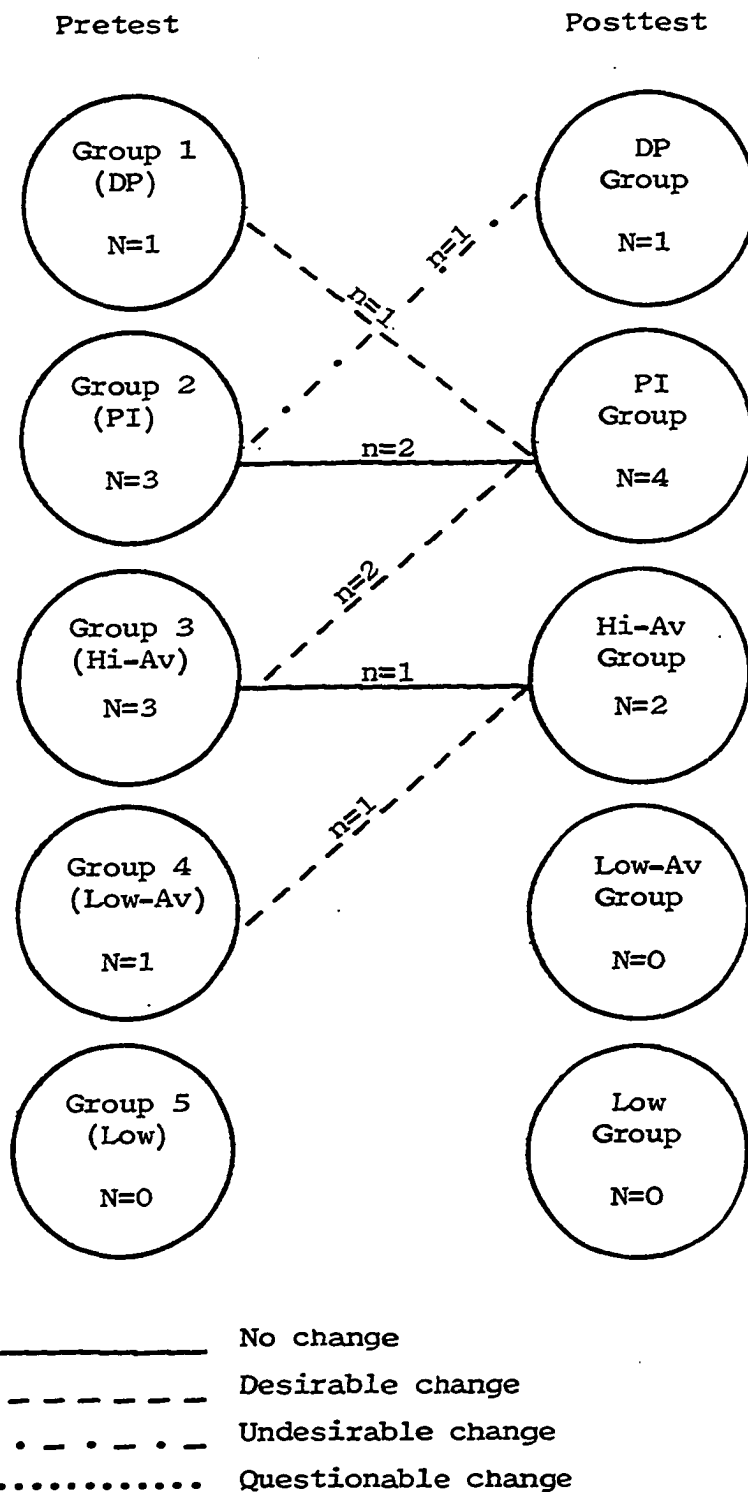 Pretest
Posttest
Group 1
(DP)
N=1
DP
Group
N=1
n=1
n=1
Group 2
(PI)
N=3
n=2
PI
Group
N=4
n=2
Group 3
(Hi-Av)
N=3
n=1
Hi-Av
Group
N=2
n=1
Group 4
(Low-Av)
N=1
Low-Av
Group
N=0
Group 5
(Low)
N=0
Low
Group
N=0
No change
Desirable change
Undesirable change
Questionable change